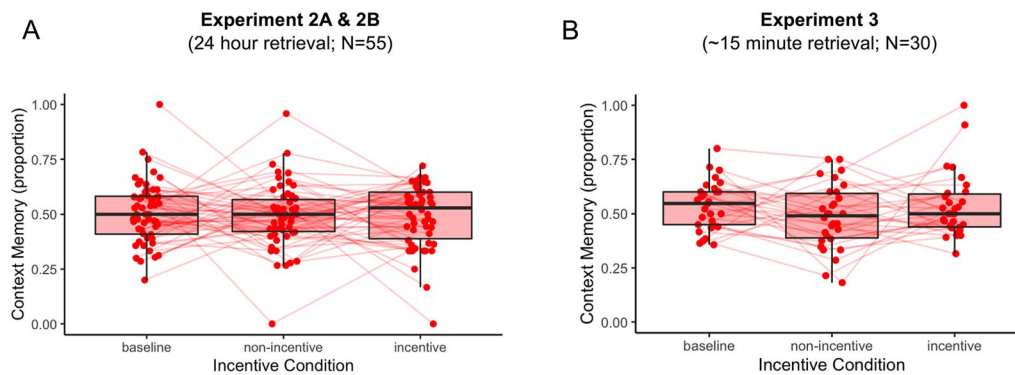 A
Experiment 2A & 2B
(24 hour retrieval; N=55)
Context Memory (proportion)
1.00
0.75
0.50
0.25
0.00
baseline non-incentive incentive
Incentive Condition
B
Experiment 3
(~15 minute retrieval; N=30)
Context Memory (proportion)
1.00
0.75
0.50
0.25
0.00
baseline non-incentive incentive
Incentive Condition